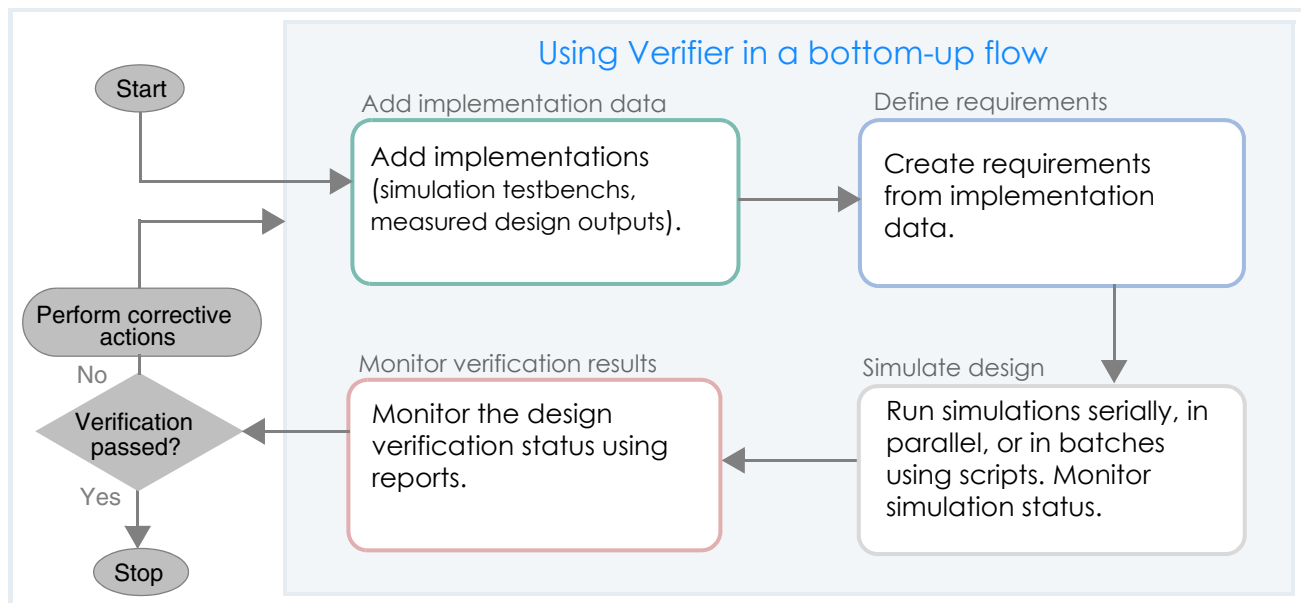 Using Verifier in a bottom-up flow
Start
Add implementation data
Add implementations
(simulation testbenchs,
measured design outputs).
Define requirements
Create requirements
from implementation
data.
Simulate design
Run simulations serially, in
parallel, or in batches
using scripts. Monitor
simulation status.
Monitor verification results
Monitor the design
verification status using
reports.
Verification
passed?
No
Perform corrective
actions
Yes
Stop